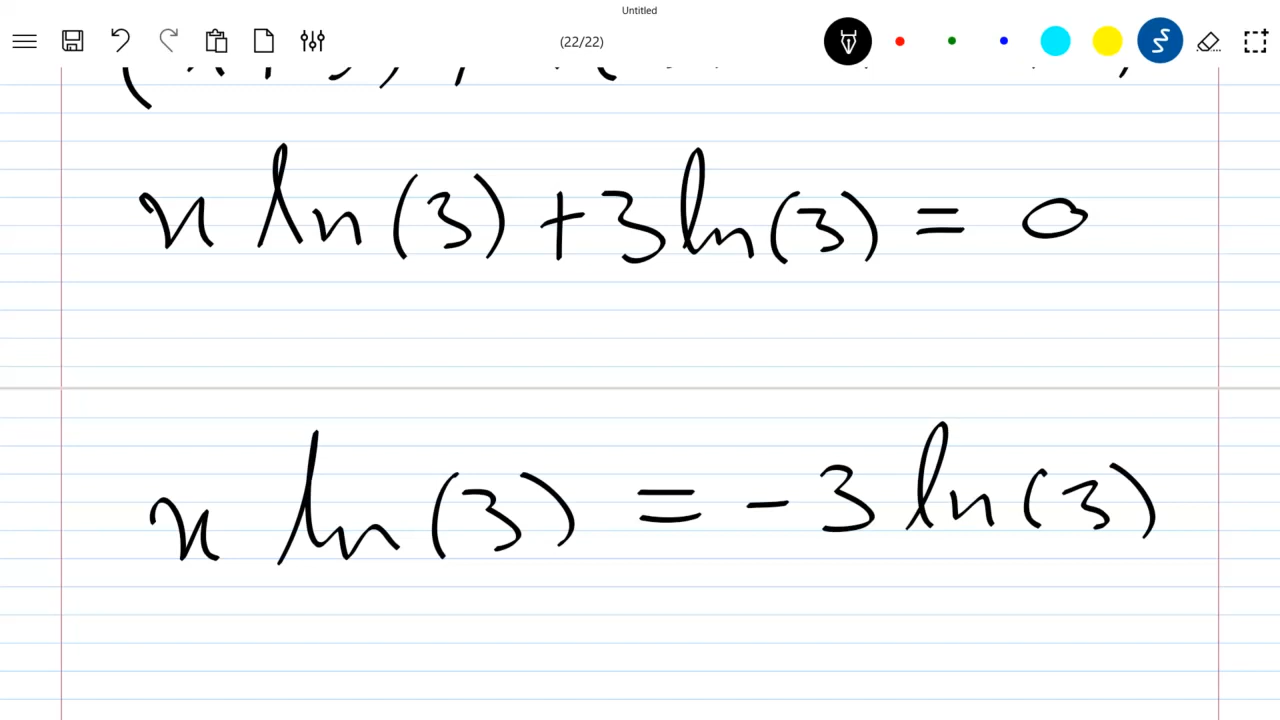 Untitled
(22/22)
x ln(3) + 3 ln(3) = 0
x ln(3) = - 3 ln(3)